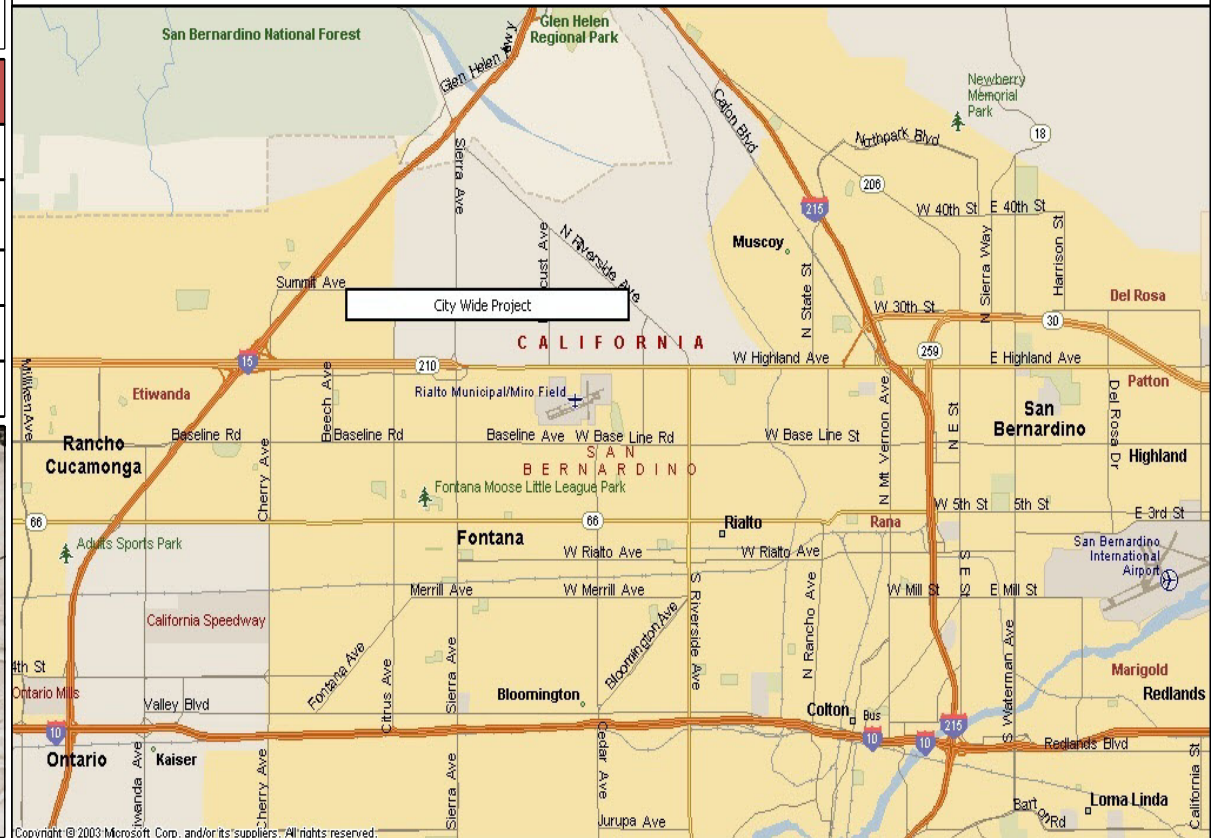 San Bernardino National Forest
Glen Helen
Regional Park
Glen Helen Hwy
Newberry
Memorial
Park
18
Cajon Blvd
Northpark Blvd
206
Sierra Ave
215
W 40th St
E 40th St
N Riverside Ave
Muscoy
N State St
N Sierra Way
Harrison St
Summit Ave
City Wide Project
W 30th St
Del Rosa
30
CALIFORNIA
15
210
W Highland Ave
259
E Highland Ave
Milliken Ave
Etiwanda
Beech Ave
Rialto Municipal/Miro Field
Patton
N Mt Vernon Ave
N E St
San
Bernardino
Del Rosa Dr
Rancho
Cucamonga
Baseline Rd
Baseline Rd
Baseline Ave
W Base Line Rd
W Base Line St
SAN
BERNARDINO
Highland
Cherry Ave
Fontana Moose Little League Park
66
66
W 5th St
5th St
E 3rd St
Rialto
Rana
Fontana
Adults Sports Park
W Rialto Ave
W Rialto Ave
San Bernardino
International
Airport
S E St
Merrill Ave
W Merrill Ave
W Mill St
E Mill St
S Riverside Ave
N Rancho Ave
California Speedway
Fontana Ave
Citrus Ave
Sierra Ave
Bloomington Ave
S Waterman Ave
4th St
Marigold
Ontario Mills
Bloomington
Redlands
Valley Blvd
Colton
Bus
10
10
10
215
Ontario
Kaiser
Redlands Blvd
Cherry Ave
Sierra Ave
Cedar Ave
California St
Loma Linda
Barton Rd
Jurupa Ave
Copyright © 2003 Microsoft Corp. and/or its suppliers. All rights reserved.